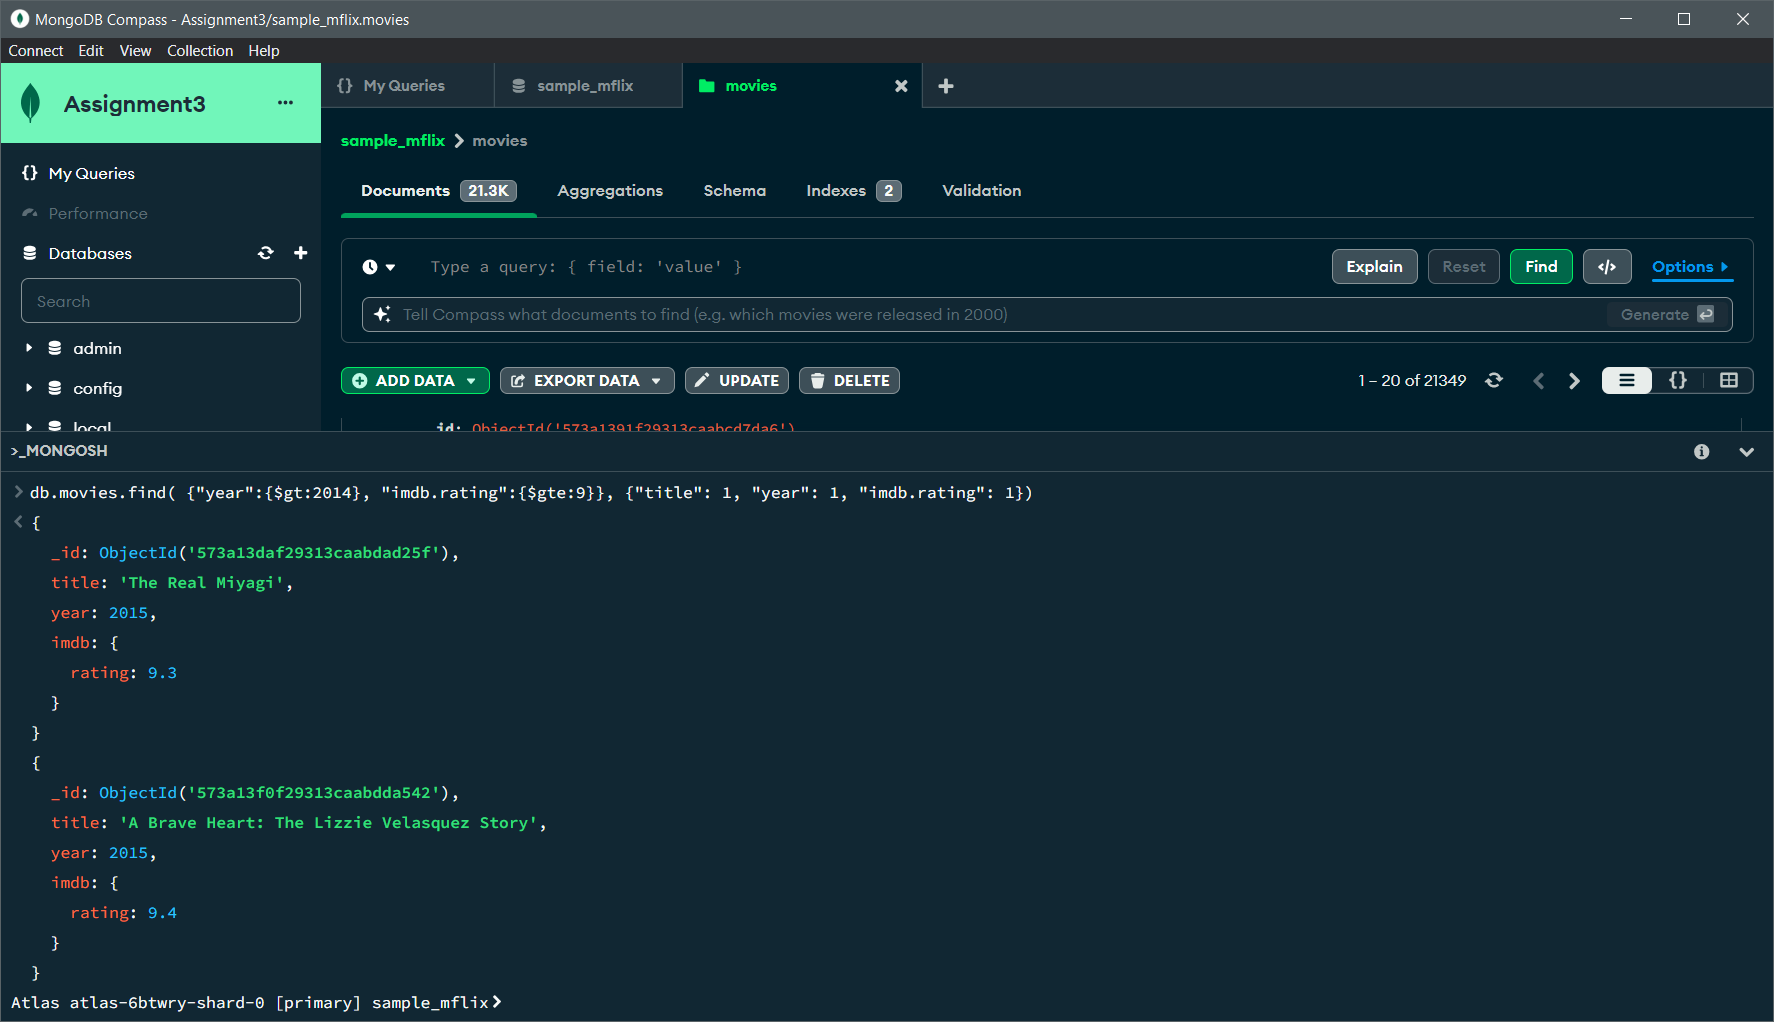 MongoDB Compass - Assignment3/sample_mflix.movies
Connect Edit View Collection Help
Assignment3 ...
{} My Queries
sample_mflix
movies
sample_mflix > movies
My Queries
Performance
Databases
Search
admin
config
local
Documents 21.3K Aggregations Schema Indexes 2 Validation
Type a query: { field: 'value' }
Explain Reset Find </> Options
Tell Compass what documents to find (e.g. which movies were released in 2000) Generate
ADD DATA EXPORT DATA UPDATE DELETE 1 – 20 of 21349 {}
_id: ObjectId('573a1391f29313caabcd7da6')
>_MONGOSH
> db.movies.find( {"year":{$gt:2014}, "imdb.rating":{$gte:9}}, {"title": 1, "year": 1, "imdb.rating": 1})
< {
_id: ObjectId('573a13daf29313caabdad25f'),
title: 'The Real Miyagi',
year: 2015,
imdb: {
rating: 9.3
}
}
{
_id: ObjectId('573a13f0f29313caabdda542'),
title: 'A Brave Heart: The Lizzie Velasquez Story',
year: 2015,
imdb: {
rating: 9.4
}
}
Atlas atlas-6btwry-shard-0 [primary] sample_mflix>